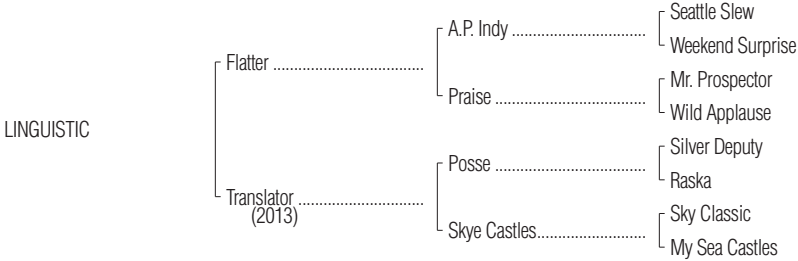 Seattle Slew
A.P. Indy ..................................
Weekend Surprise
Flatter ......................................
Mr. Prospector
Praise ......................................
Wild Applause
LINGUISTIC
Silver Deputy
Posse ......................................
Raska
Translator ................................
(2013)
Sky Classic
Skye Castles...........................
My Sea Castles